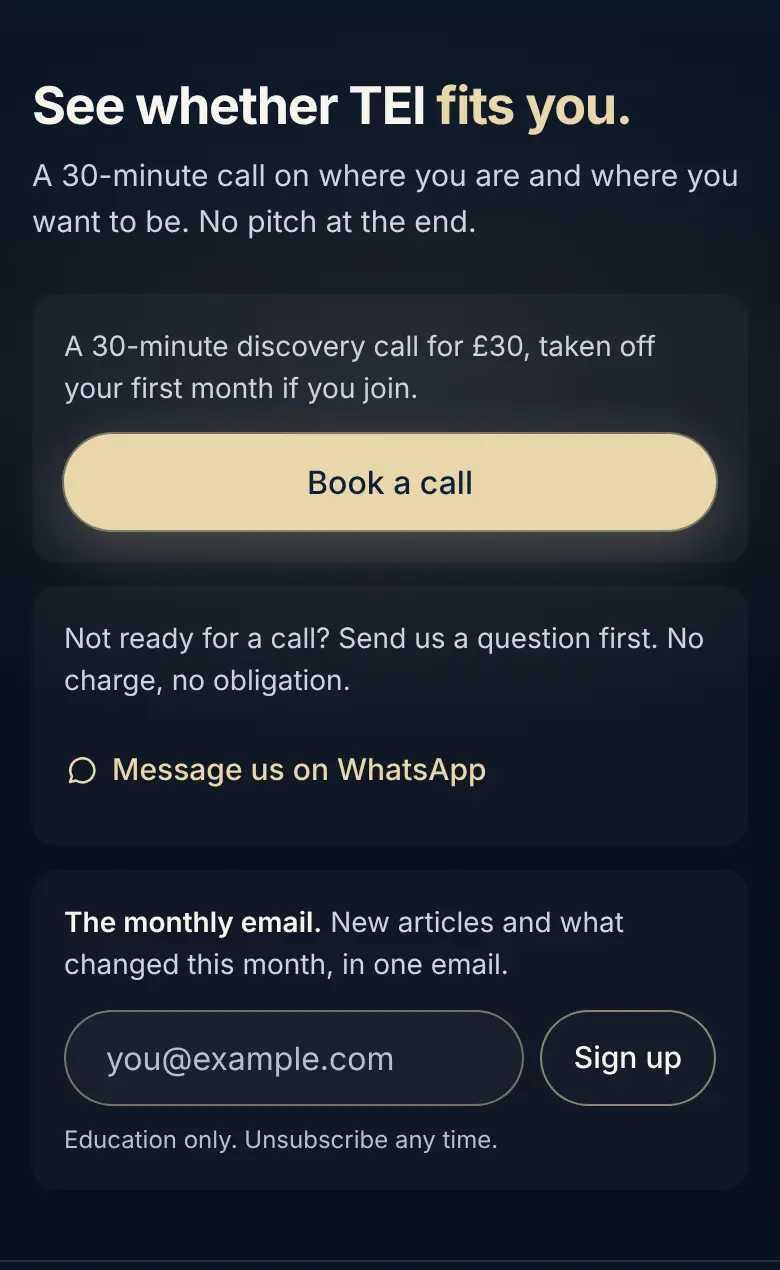 See whether TEI fits you.
A 30-minute call on where you are and where you
want to be. No pitch at the end.
A 30-minute discovery call for £30, taken off
your first month if you join.
Book a call
Not ready for a call? Send us a question first. No
charge, no obligation.
Message us on WhatsApp
The monthly email. New articles and what
changed this month, in one email.
you@example.com
Sign up
Education only. Unsubscribe any time.